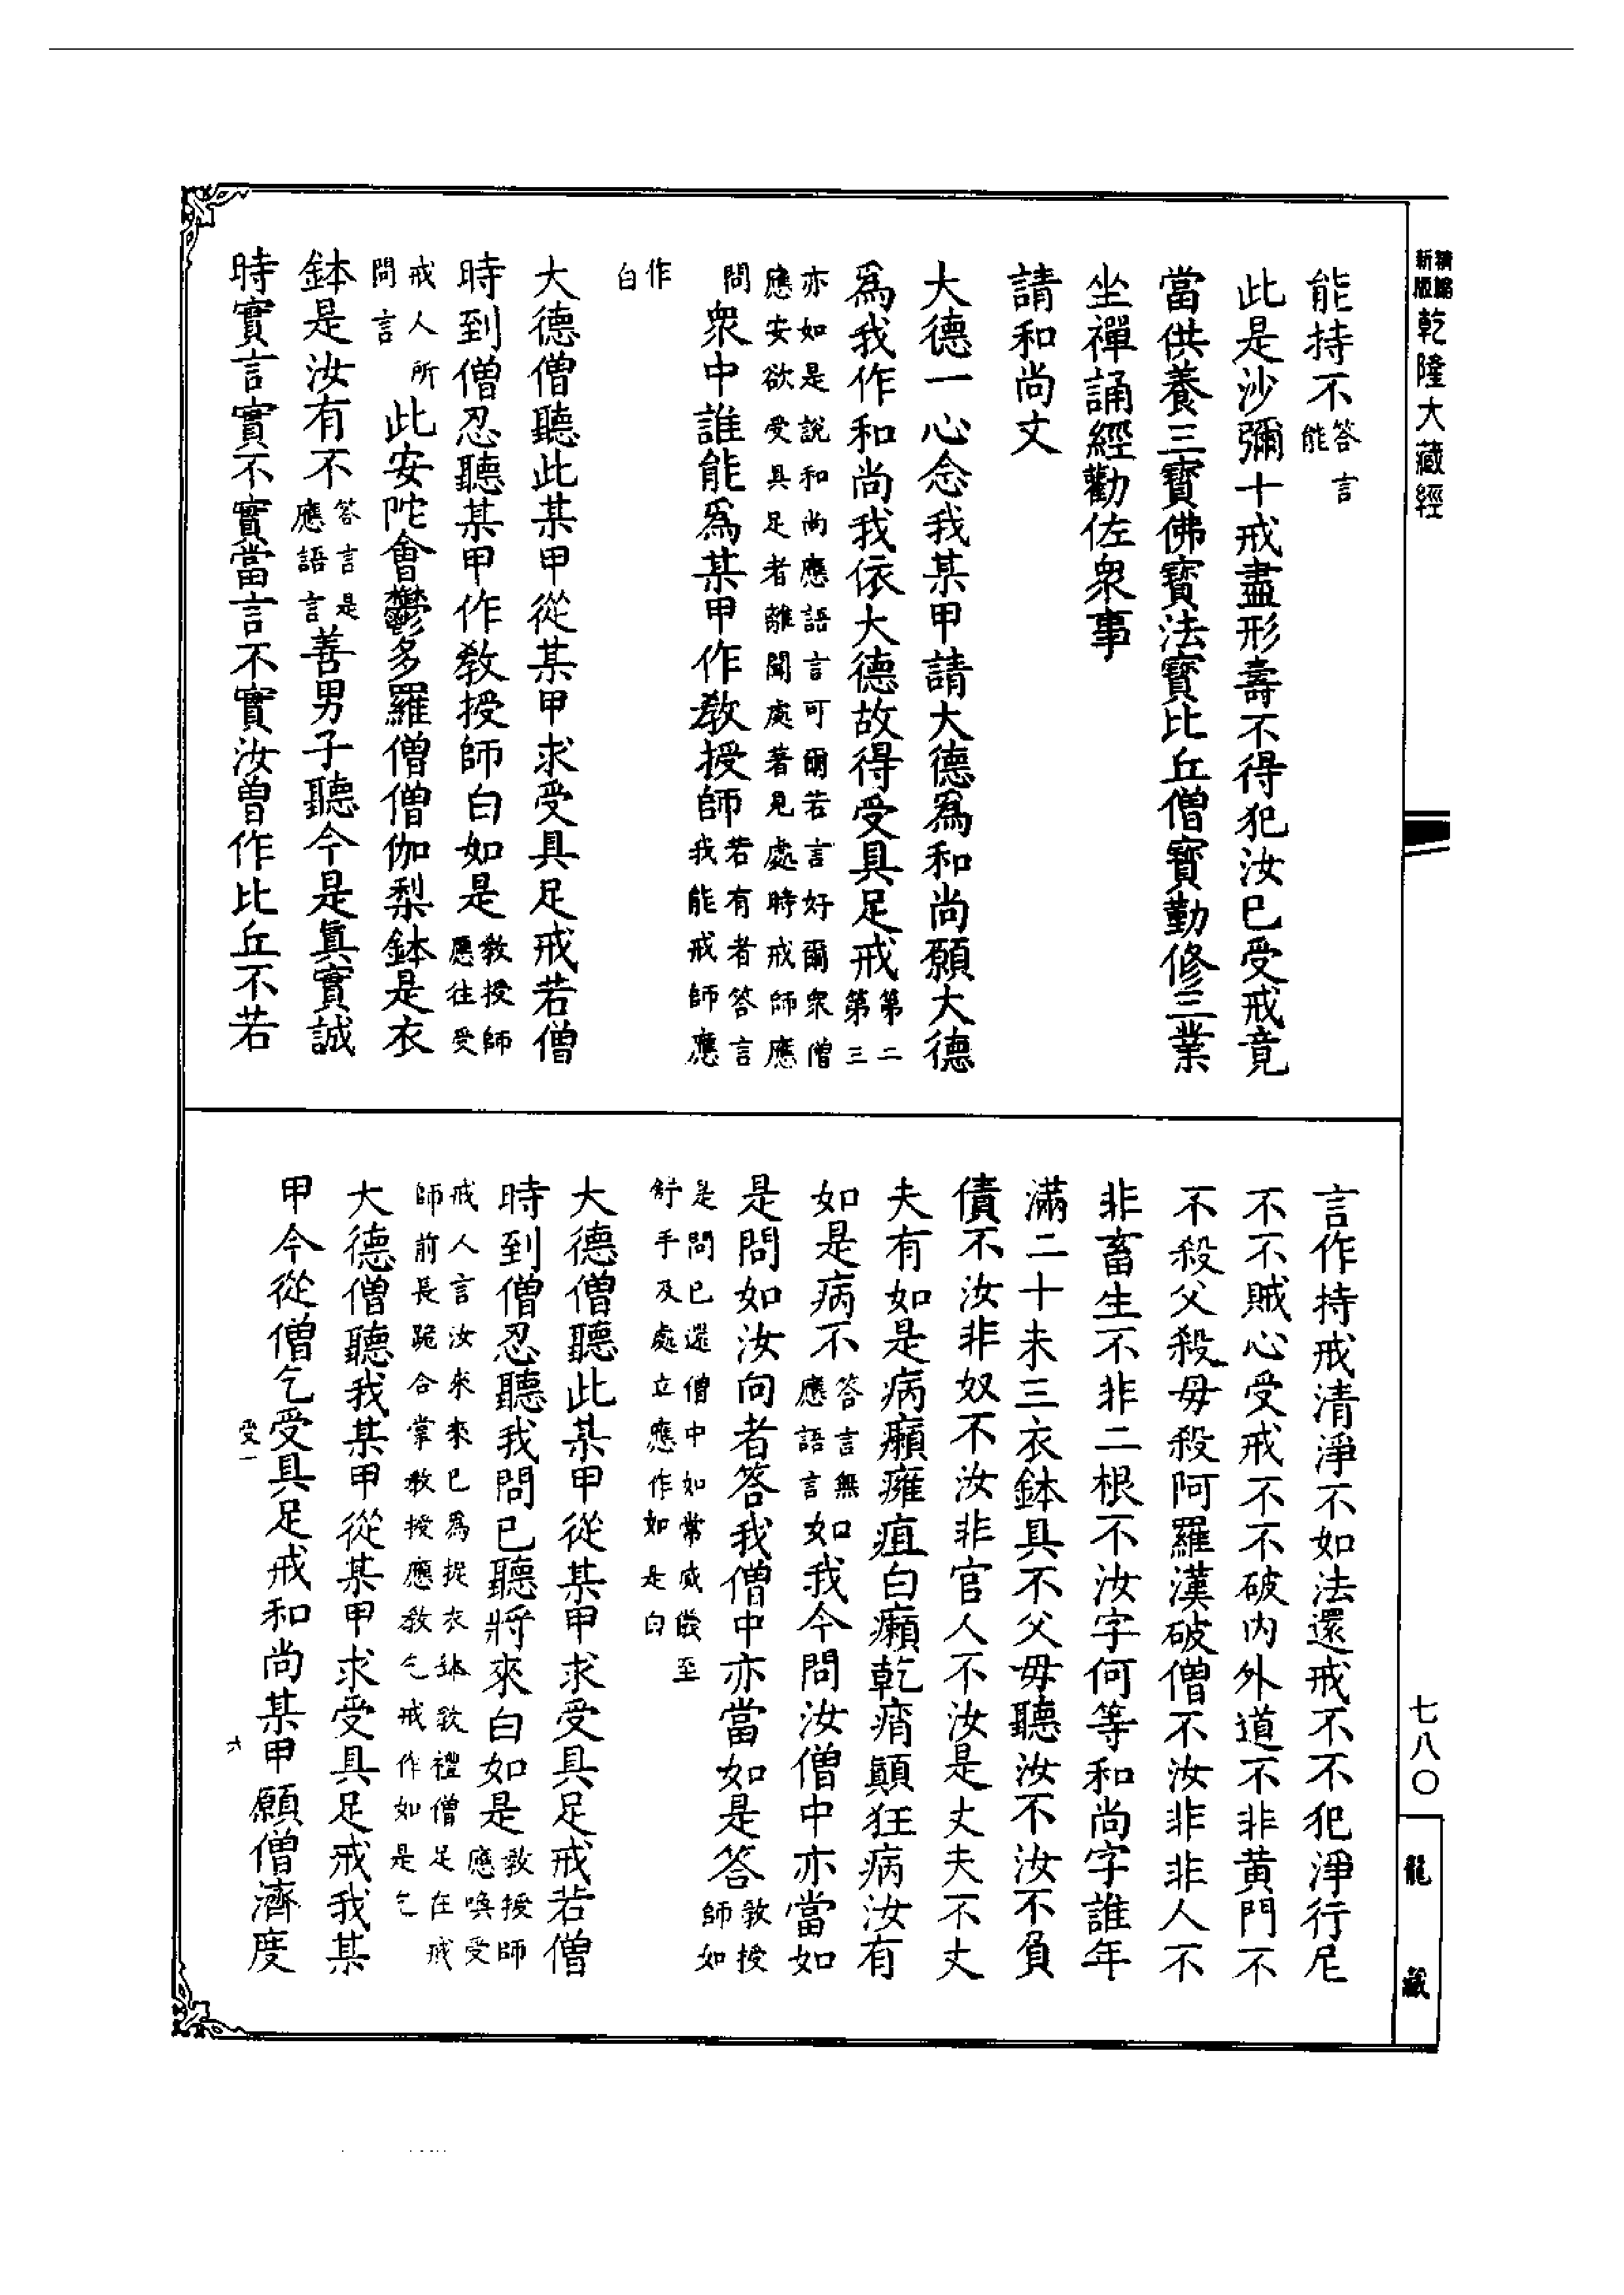 精縮新版
乾隆大藏經
能持不答言能
此是沙彌十戒盡形壽不得犯汝已受戒竟
當供養三寶佛寶法寶比丘僧寶勤修三業
坐禪誦經勸佐衆事
請和尚文
大德一心念我某甲請大德爲和尚願大德
爲我作和尚我依大德故得受具足戒第二第三
亦如是說和尚應語言可爾若言好爾衆僧應安欲受具足者離聞處著見處時戒師應
問衆中誰能爲某甲作教授師若有者答言我能戒師應
作白
大德僧聽此某甲從某甲求受具足戒若僧
時到僧忍聽某甲作教授師白如是教授師應往受
戒人所問言此安陀會鬱多羅僧僧伽梨鉢是衣
鉢是汝有不答言是應語言善男子聽今是眞實誠
時實言實不實當言不實汝曾作比丘不若
言作持戒清淨不如法還戒不不犯淨行尼
不不賊心受戒不不破内外道不非黄門不
不殺父殺母殺阿羅漢破僧不汝非非人不
非畜生不非二根不汝字何等和尚字誰年
滿二十未三衣鉢具不父母聽汝不汝不負
債不汝非奴不汝非官人不汝是丈夫不丈
夫有如是病癩癰疽白癩乾痟顛狂病汝有
如是病不答言無應語言如我今問汝僧中亦當如
是問如汝向者答我僧中亦當如是答教授師如
是問已還僧中如常威儀至舒手及處立應作如是白
大德僧聽此某甲從某甲求受具足戒若僧
時到僧忍聽我問已聽將來白如是教授師應喚受
戒人言汝來來已爲捉衣鉢教禮僧足在戒師前長跪合掌教授應教乞戒作如是乞
大德僧聽我某甲從某甲求受具足戒我某
甲今從僧乞受具足戒和尚某甲願僧濟度
受一
六
七八〇
龍藏